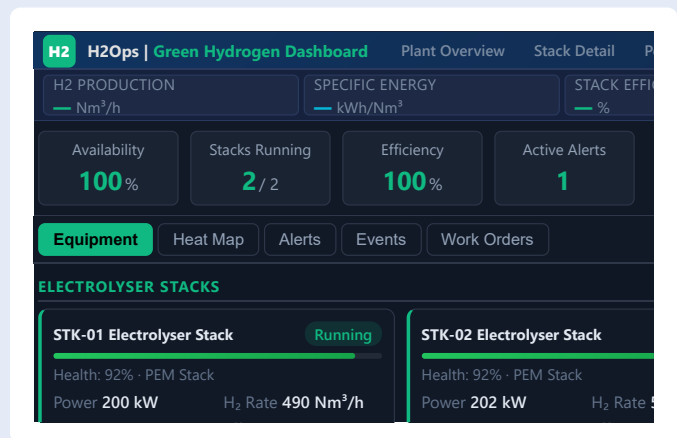 H2 H2Ops | Green Hydrogen Dashboard Plant Overview Stack Detail
H2 PRODUCTION SPECIFIC ENERGY STACK
— Nm³/h — kWh/Nm³ — %
Availability Stacks Running Efficiency Active Alerts
100% 2 / 2 100% 1
Equipment Heat Map Alerts Events Work Orders
ELECTROLYSER STACKS
STK-01 Electrolyser Stack Running STK-02 Electrolyser Stack
Health: 92% · PEM Stack Health: 92% · PEM Stack
Power 200 kW H₂ Rate 490 Nm³/h Power 202 kW H₂ Rate